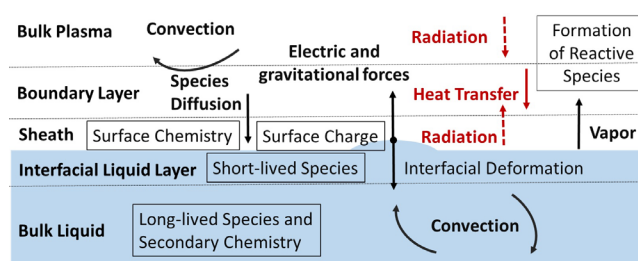 Bulk Plasma
Convection
Radiation
Formation
of Reactive
Species
Electric and
gravitational forces
Boundary Layer
Species
Diffusion
Heat Transfer
Sheath
Surface Chemistry
Surface Charge
Radiation
Vapor
Interfacial Liquid Layer
Short-lived Species
Interfacial Deformation
Bulk Liquid
Long-lived Species and
Secondary Chemistry
Convection